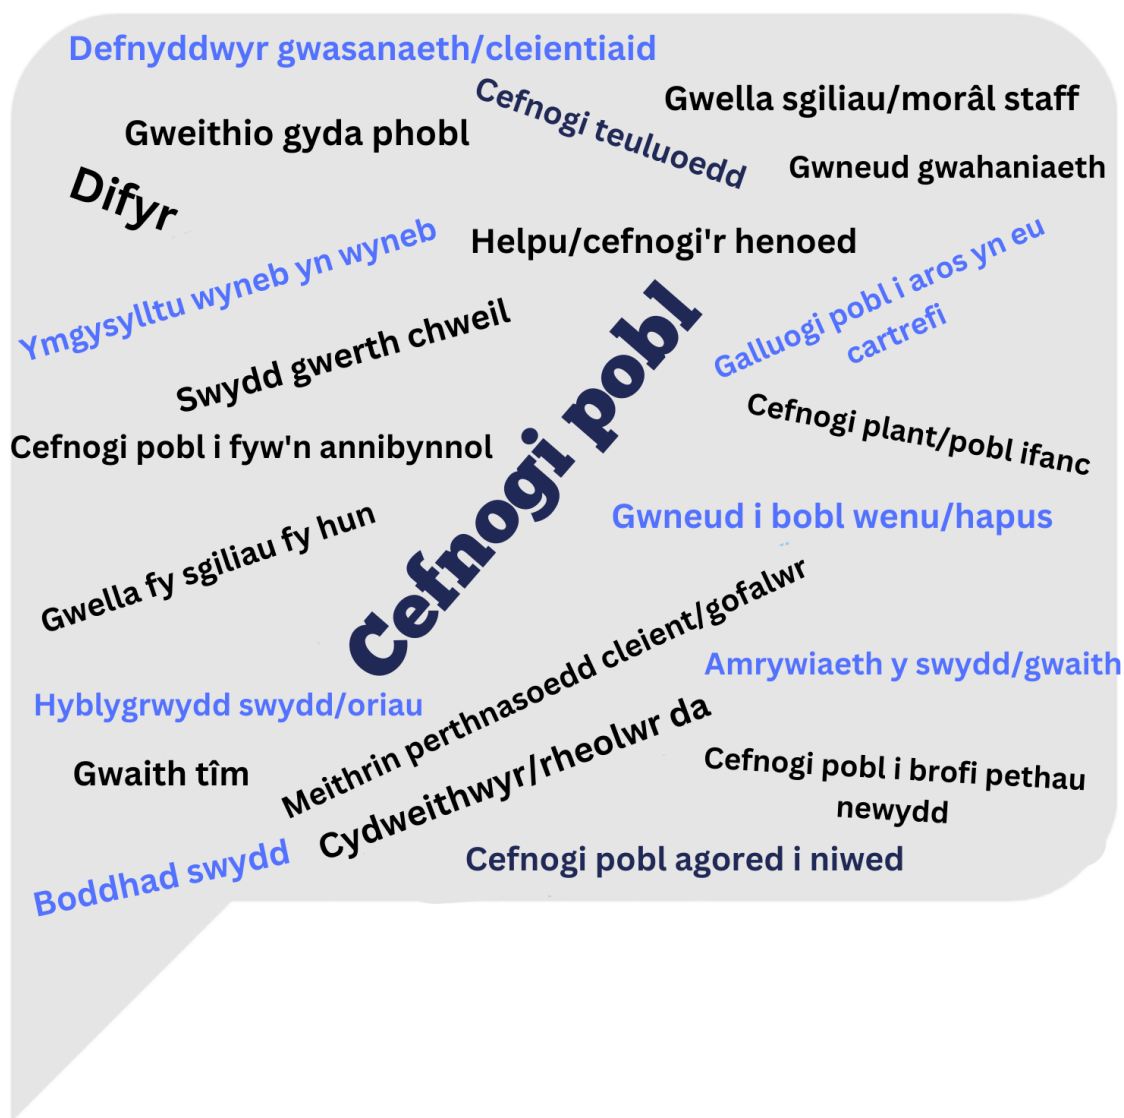 Defnyddwyr gwasanaeth/cleientiaid
Cefnogi teuluoedd
Gwella sgiliau/morâl staff
Gweithio gyda phobl
Gwneud gwahaniaeth
Difyr
Ymgysylltu wyneb yn wyneb
Helpu/cefnogi'r henoed
Galluogi pobl i aros yn eu
cartrefi
Swydd gwerth chweil
Cefnogi pobl
Cefnogi plant/pobl ifanc
Cefnogi pobl i fyw'n annibynnol
Gwneud i bobl wenu/hapus
Gwella fy sgiliau fy hun
Meithrin perthnasoedd cleient/gofalwr
Amrywiaeth y swydd/gwaith
Hyblygrwydd swydd/oriau
Gwaith tîm
Cydweithwyr/rheolwr da
Cefnogi pobl i brofi pethau
newydd
Boddhad swydd
Cefnogi pobl agored i niwed